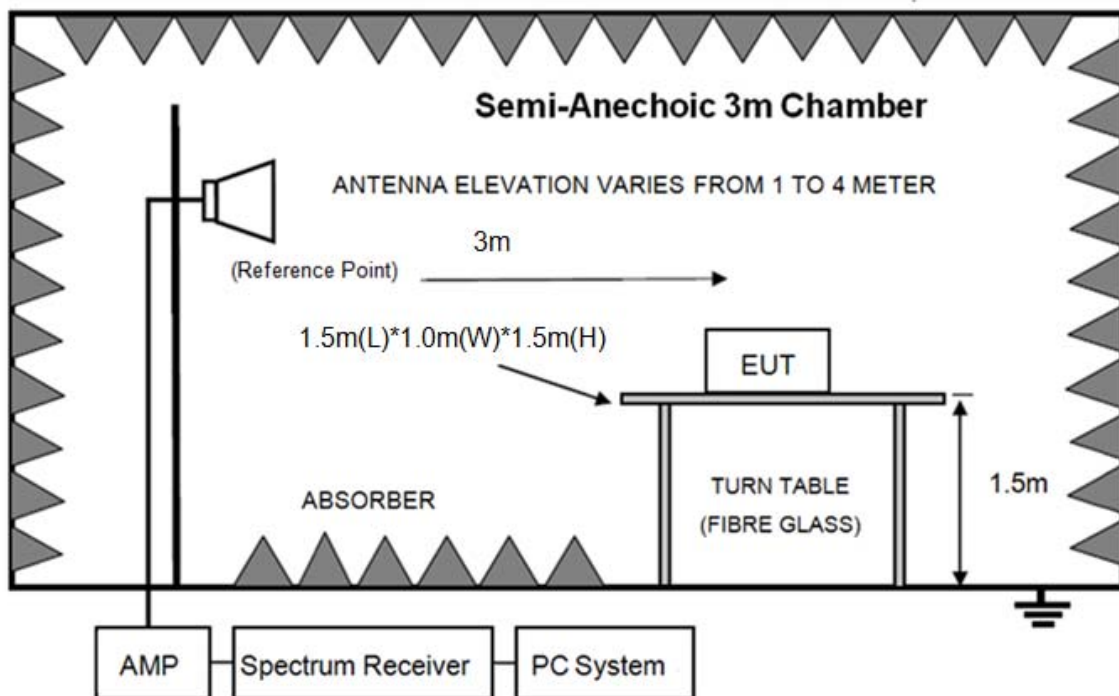 Semi-Anechoic 3m Chamber
ANTENNA ELEVATION VARIES FROM 1 TO 4 METER
3m
(Reference Point)
1.5m(L)*1.0m(W)*1.5m(H)
EUT
ABSORBER
TURN TABLE
(FIBRE GLASS)
1.5m
AMP
Spectrum Receiver
PC System